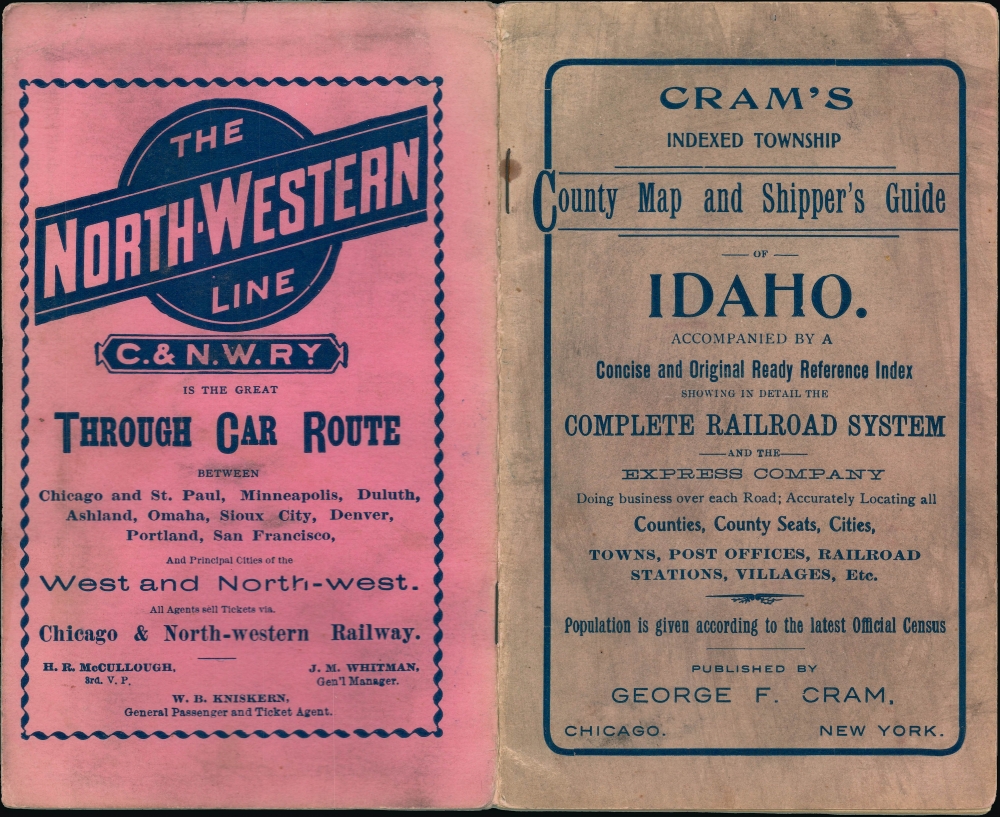 THE
NORTH-WESTERN
LINE
C. & N. W. RY
IS THE GREAT
THROUGH CAR ROUTE
BETWEEN
Chicago and St. Paul, Minneapolis, Duluth,
Ashland, Omaha, Sioux City, Denver,
Portland, San Francisco,
And Principal Cities of the
West and North-west.
All Agents sell Tickets via.
Chicago & North-western Railway.
H. R. McCULLOUGH,
3rd. V. P.
J. M. WHITMAN,
Gen'l Manager.
W. B. KNISKERN,
General Passenger and Ticket Agent.
CRAM'S
INDEXED TOWNSHIP
County Map and Shipper's Guide
OF
IDAHO.
ACCOMPANIED BY A
Concise and Original Ready Reference Index
SHOWING IN DETAIL THE
COMPLETE RAILROAD SYSTEM
AND THE
EXPRESS COMPANY
Doing business over each Road; Accurately Locating all
Counties, County Seats, Cities,
TOWNS, POST OFFICES, RAILROAD
STATIONS, VILLAGES, Etc.
Population is given according to the latest Official Census
PUBLISHED BY
GEORGE F. CRAM,
CHICAGO. NEW YORK.